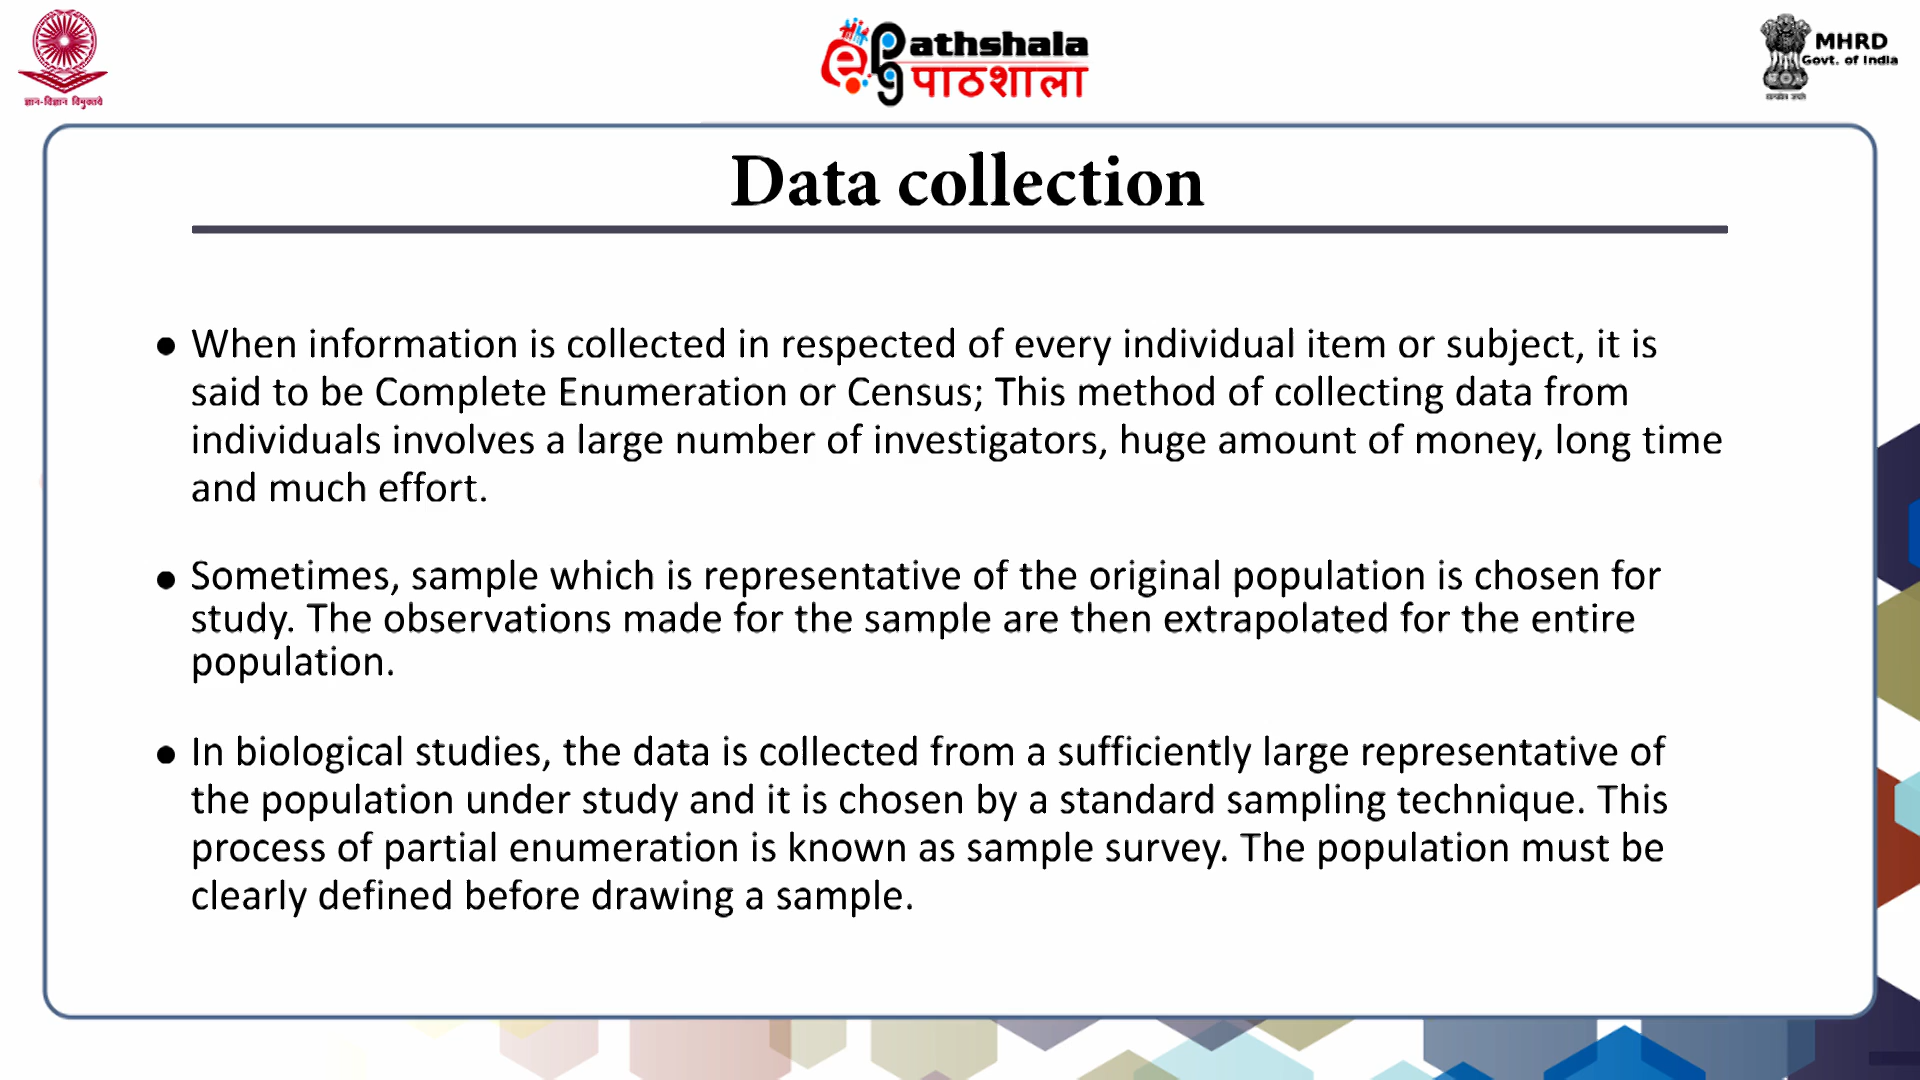 ज्ञान-विज्ञान विमुक्तये
athshala
पाठशाला
MHRD
Govt. of India
सत्यमेव जयते
Data collection
● When information is collected in respected of every individual item or subject, it is
said to be Complete Enumeration or Census; This method of collecting data from
individuals involves a large number of investigators, huge amount of money, long time
and much effort.
● Sometimes, sample which is representative of the original population is chosen for
study. The observations made for the sample are then extrapolated for the entire
population.
● In biological studies, the data is collected from a sufficiently large representative of
the population under study and it is chosen by a standard sampling technique. This
process of partial enumeration is known as sample survey. The population must be
clearly defined before drawing a sample.